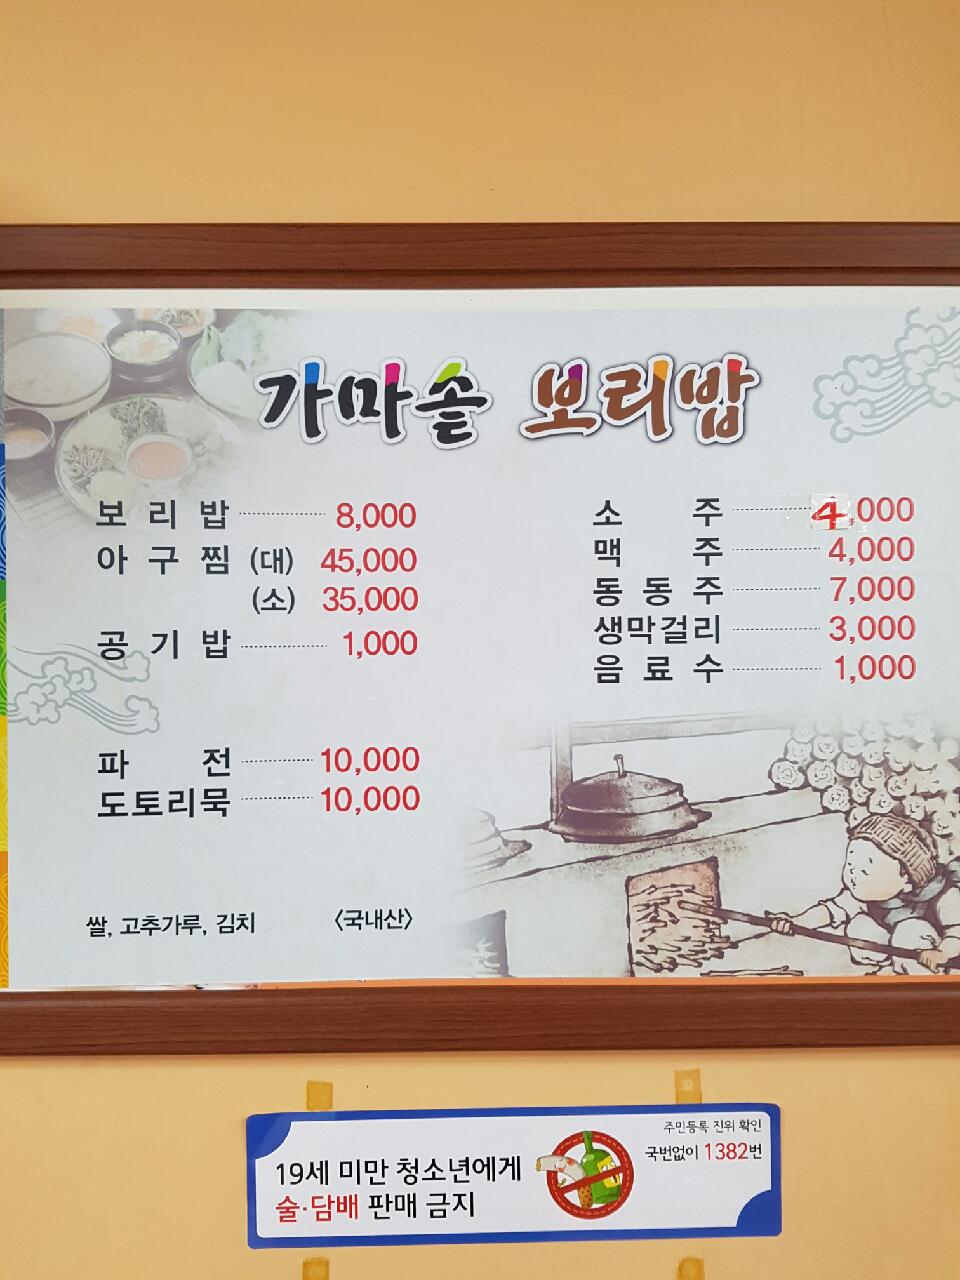 가마솥 보리밥
보리밥 8,000
아구찜 (대) 45,000
(소) 35,000
공기밥 1,000
파전 10,000
도토리묵 10,000
쌀, 고추가루, 김치 〈국내산〉
소주 4,000
맥주 4,000
동동주 7,000
생막걸리 3,000
음료수 1,000
19세 미만 청소년에게
술·담배 판매 금지
주민등록 진위 확인
국번없이 1382번